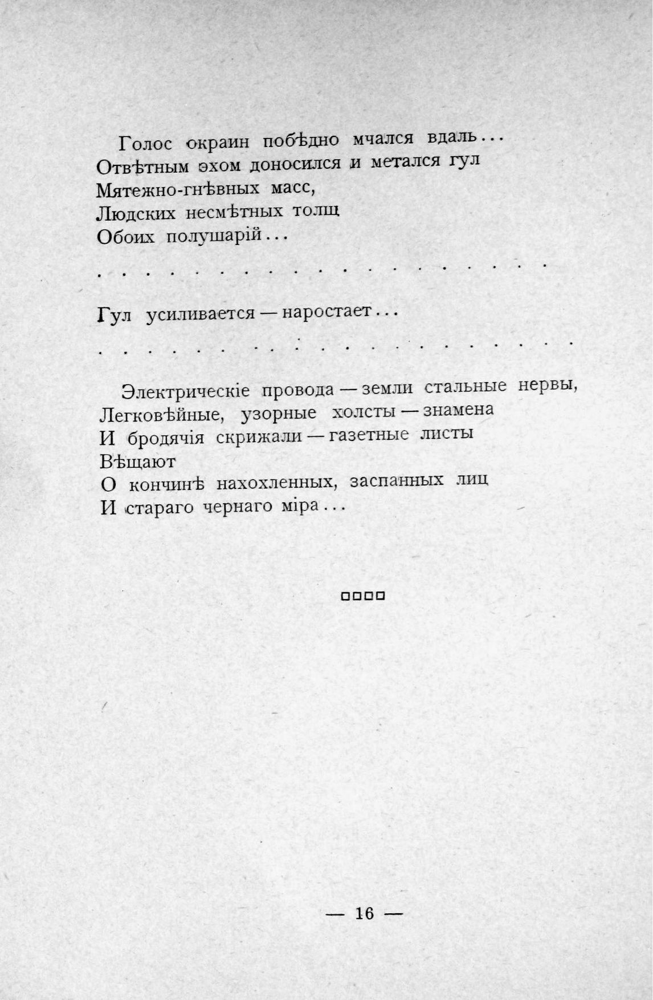 Голос окраин побѣдно мчался вдаль...
Отвѣтным эхом доносился и метался гул
Мятежно-гнѣвных масс,
Людских несмѣтных толщ
Обоих полушарій...
. . . . . . . . . . . . . . . . . . .
Гул усиливается — наростает...
. . . . . . . . . . . . . . . . . . . .
Электрическіе провода — земли стальные нервы,
Легковѣйные, узорные холсты — знамена
И бродячія скрижали — газетные листы
Вѣщают
О кончинѣ нахохленных, заспанных лиц
И стараго чернаго міра...
— 16 —